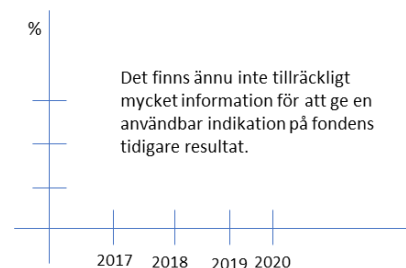 %
Det finns ännu inte tillräckligt
mycket information för att ge en
användbar indikation på fondens
tidigare resultat.
2017 2018 2019 2020